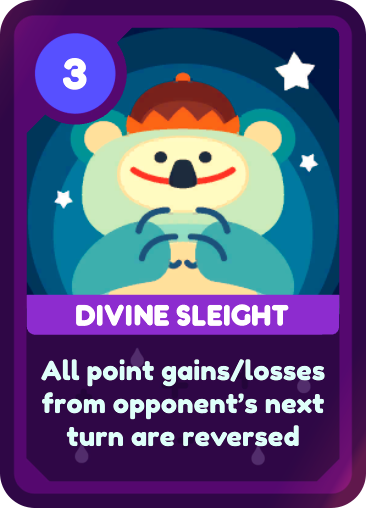 3
DIVINE SLEIGHT
All point gains/losses
from opponent’s next
turn are reversed